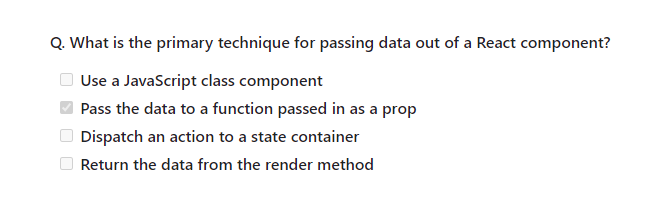 Q. What is the primary technique for passing data out of a React component?
Use a JavaScript class component
Pass the data to a function passed in as a prop
Dispatch an action to a state container
Return the data from the render method